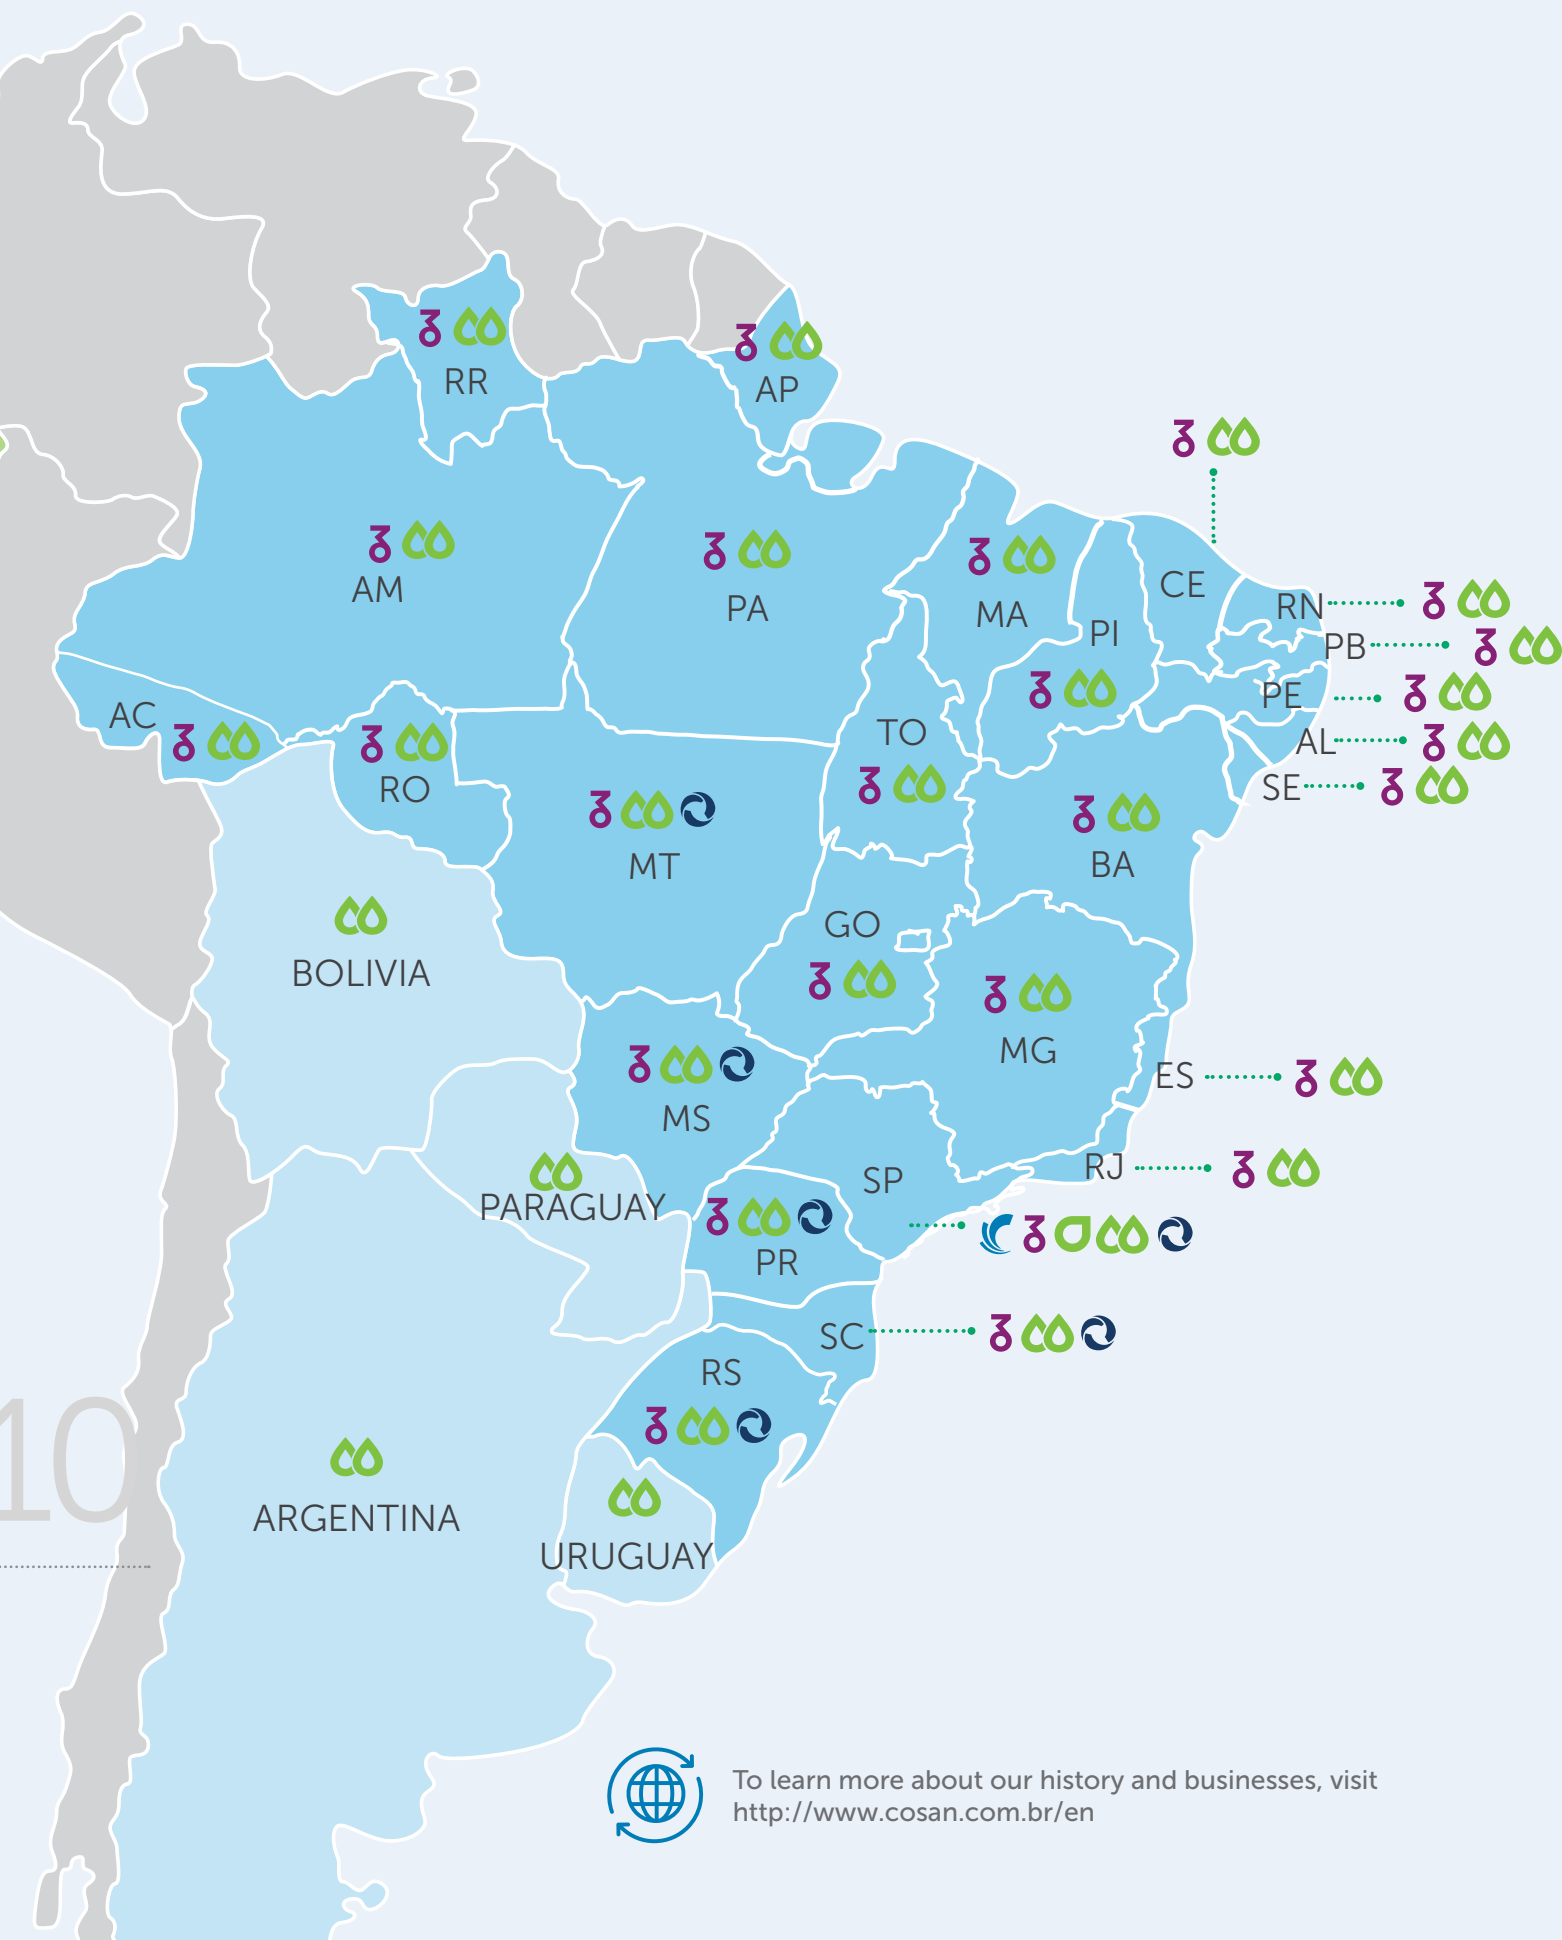 RR
AP
AM
PA
MA
CE
PI
RN
PB
PE
AC
TO
AL
RO
SE
MT
BA
GO
BOLIVIA
MG
ES
MS
RJ
SP
PARAGUAY
PR
SC
RS
10
ARGENTINA
URUGUAY
To learn more about our history and businesses, visit
http://www.cosan.com.br/en